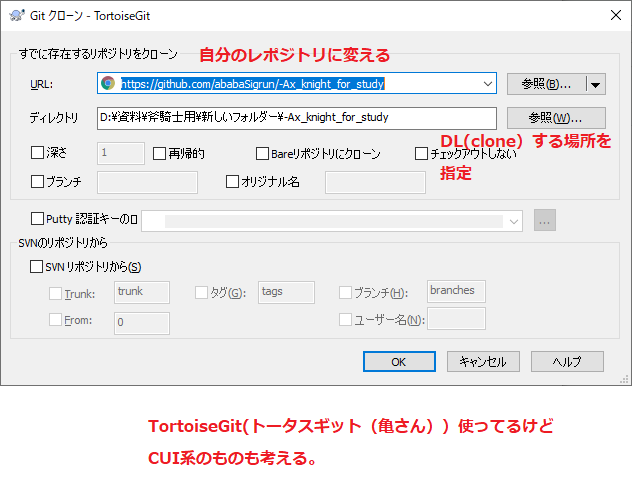 Git クローン - TortoiseGit
すでに存在するリポジトリをクローン
自分のレポジトリに変える
URL: https://github.com/ababaSigrun/-Ax_knight_for_study 参照(B)...
ディレクトリ D:¥資料¥斧騎士用¥新しいフォルダー¥-Ax_knight_for_study 参照(W)...
DL(clone）する場所を
指定
深さ 1 再帰的 Bareリポジトリにクローン チェックアウトしない
ブランチ オリジナル名
Putty 認証キーのロ ...
SVNのリポジトリから
SVN リポジトリから(S)
Trunk: trunk タグ(G): tags ブランチ(H): branches
From: 0 ユーザー名(N):
OK キャンセル ヘルプ
TortoiseGit(トータスギット（亀さん））使ってるけど
CUI系のものも考える。